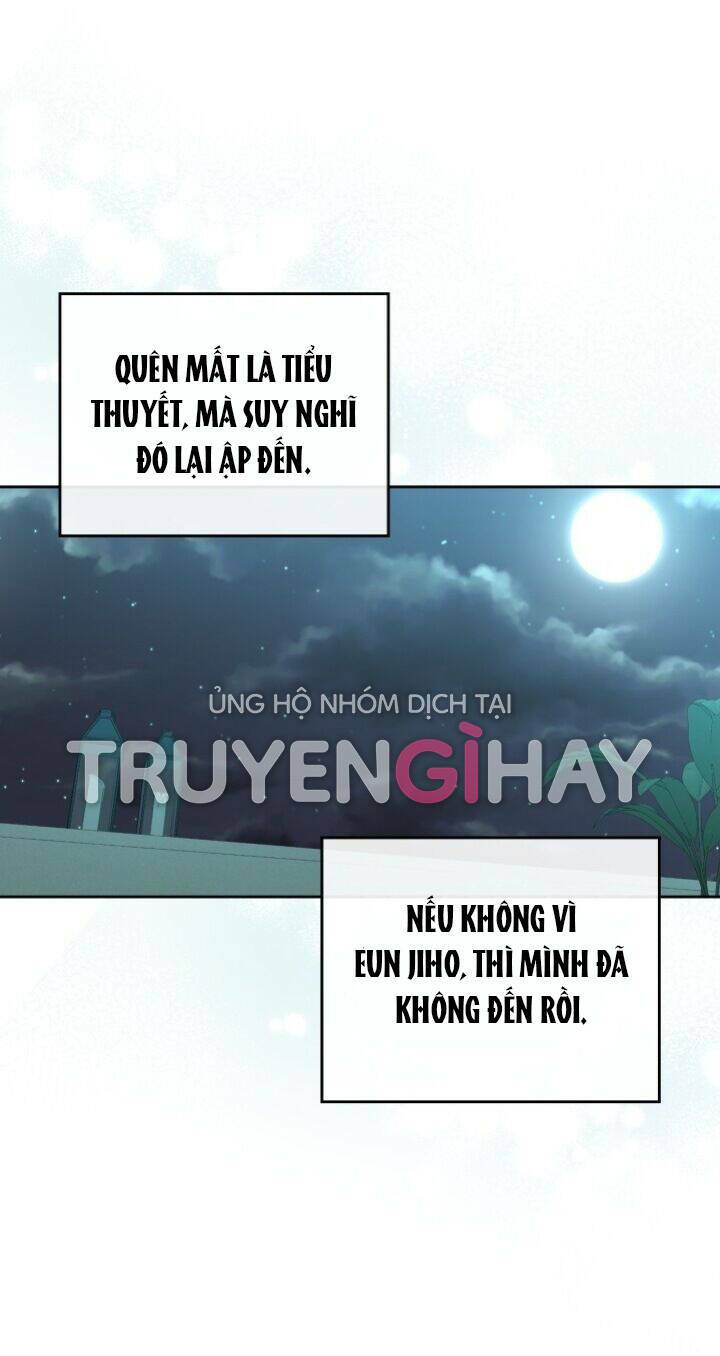 QUÊN MẤT LÀ TIỂU
THUYẾT, MÀ SUY NGHĨ
ĐÓ LẠI ẬP ĐẾN.
ỦNG HỘ NHÓM DỊCH TẠI
TRUYENGÌHAY
NẾU KHÔNG VÌ
EUN JIHO, THÌ MÌNH ĐÃ
KHÔNG ĐẾN RỒI.